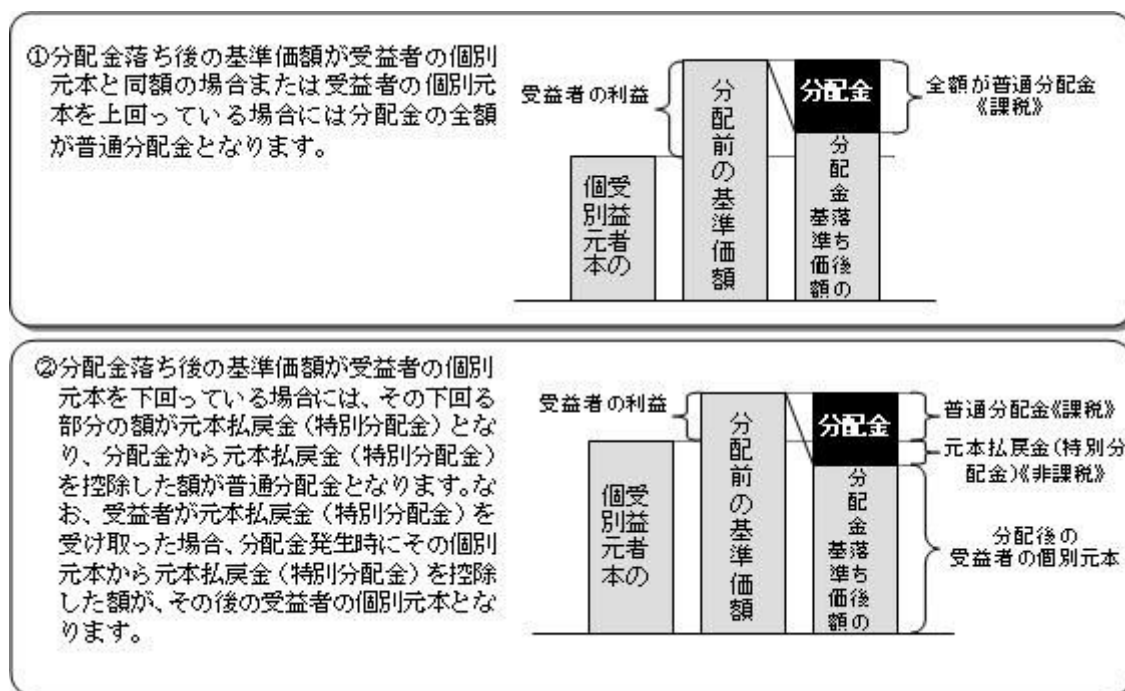 ①分配金落ち後の基準価額が受益者の個別
元本と同額の場合または受益者の個別元
本を上回っている場合には分配金の全額
が普通分配金となります。
受益者の利益
受益者の
個別元本
分配前の基準価額
分配金
分配金落ち後の
基準価額
全額が普通分配金
《課税》
②分配金落ち後の基準価額が受益者の個別
元本を下回っている場合には、その下回る
部分の額が元本払戻金(特別分配金)とな
り、分配金から元本払戻金(特別分配金)
を控除した額が普通分配金となります。な
お、受益者が元本払戻金(特別分配金)を
受け取った場合、分配金発生時にその個別
元本から元本払戻金(特別分配金)を控除
した額が、その後の受益者の個別元本とな
ります。
受益者の利益
受益者の
個別元本
分配前の基準価額
分配金
分配金落ち後の
基準価額
普通分配金《課税》
元本払戻金(特別分
配金)《非課税》
分配後の
受益者の個別元本